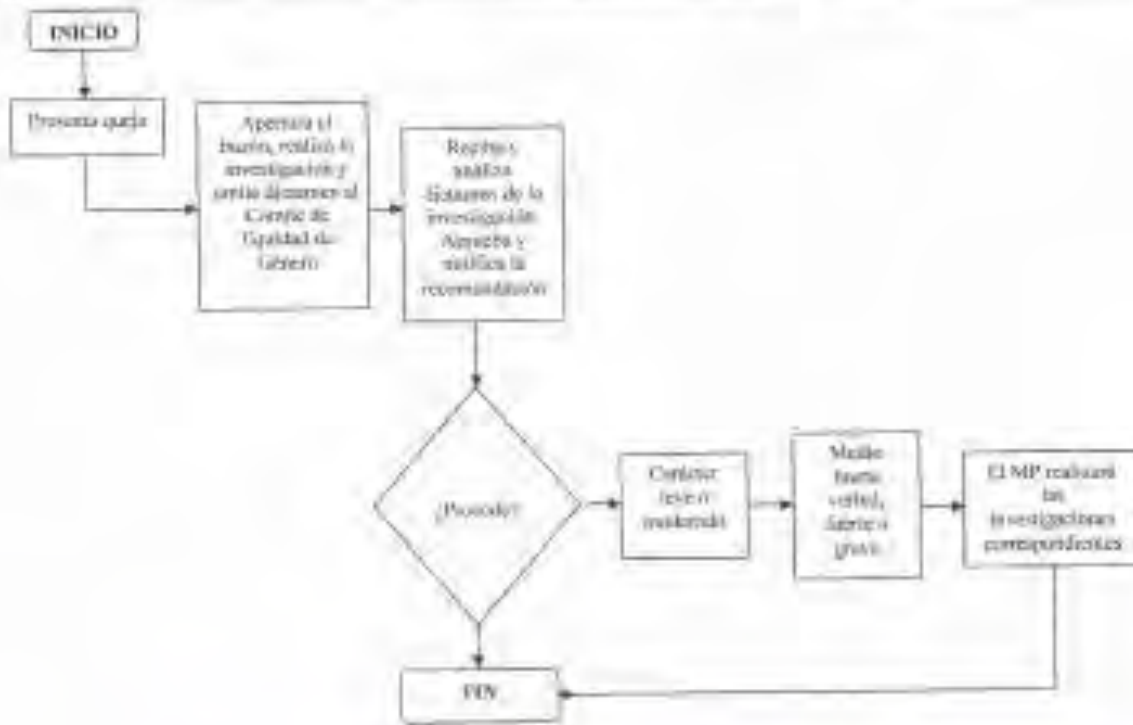 INICIO
Presenta queja
Apertura el
buzón, realiza la
investigación y
emite dictamen al
Comité de
Equidad de
Género
Recibe y
analiza
dictamen de la
investigación
Aprueba y
notifica la
recomendación
¿Procede?
Carácter
leve o
moderado
Medio
fuerte
verbal,
fuerte o
grave
El MP realizará
las
investigaciones
correspondientes
FIN